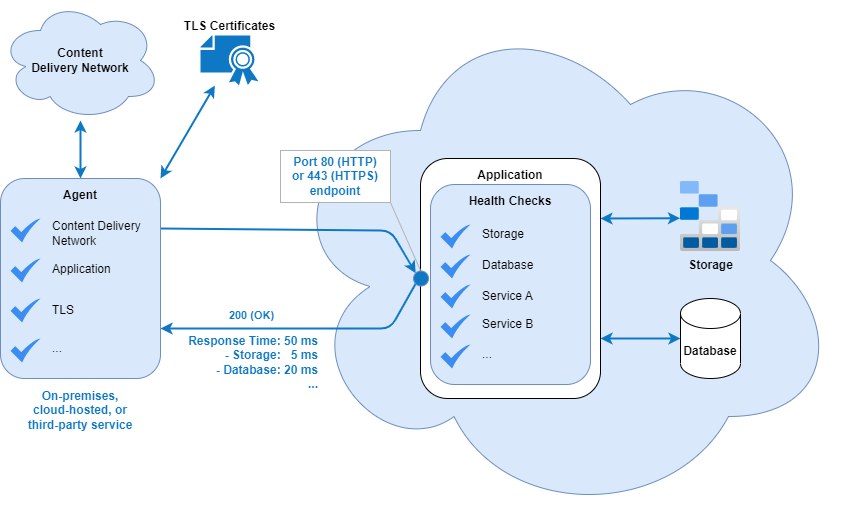 TLS Certificates
Content
Delivery Network
Port 80 (HTTP)
or 443 (HTTPS)
endpoint
Agent
Content Delivery
Network
Application
TLS
...
On-premises,
cloud-hosted, or
third-party service
200 (OK)
Response Time: 50 ms
- Storage: 5 ms
- Database: 20 ms
...
Application
Health Checks
Storage
Database
Service A
Service B
...
Storage
Database